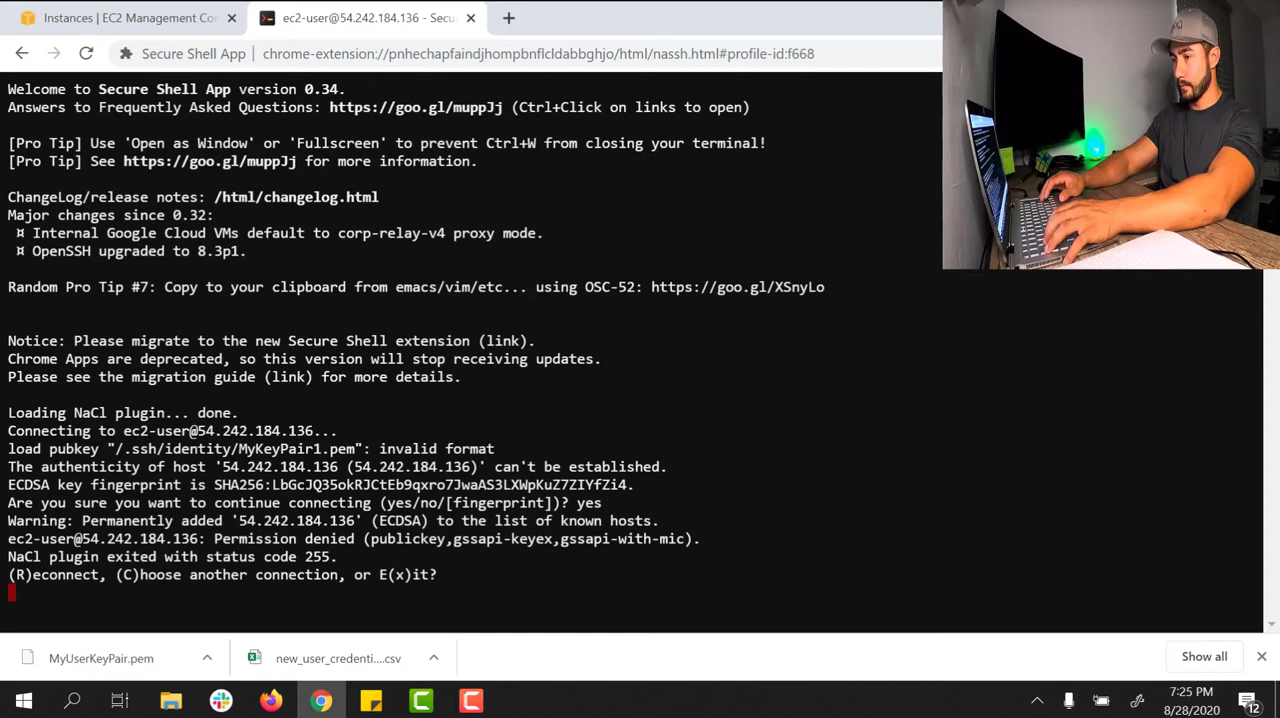 Instances | EC2 Management Con
ec2-user@54.242.184.136 - Secu
Secure Shell App
chrome-extension://pnhechapfaindjhompbnflcldabbghjo/html/nassh.html#profile-id:f668
Welcome to Secure Shell App version 0.34.
Answers to Frequently Asked Questions: https://goo.gl/muppJj (Ctrl+Click on links to open)
[Pro Tip] Use 'Open as Window' or 'Fullscreen' to prevent Ctrl+W from closing your terminal!
[Pro Tip] See https://goo.gl/muppJj for more information.
ChangeLog/release notes: /html/changelog.html
Major changes since 0.32:
¤ Internal Google Cloud VMs default to corp-relay-v4 proxy mode.
¤ OpenSSH upgraded to 8.3p1.
Random Pro Tip #7: Copy to your clipboard from emacs/vim/etc... using OSC-52: https://goo.gl/XSnyLo
Notice: Please migrate to the new Secure Shell extension (link).
Chrome Apps are deprecated, so this version will stop receiving updates.
Please see the migration guide (link) for more details.
Loading NaCl plugin... done.
Connecting to ec2-user@54.242.184.136...
load pubkey "/.ssh/identity/MyKeyPair1.pem": invalid format
The authenticity of host '54.242.184.136 (54.242.184.136)' can't be established.
ECDSA key fingerprint is SHA256:LbGcJQ35okRJCtEb9qxro7JwaAS3LXWpKuZ7ZIYfZi4.
Are you sure you want to continue connecting (yes/no/[fingerprint])? yes
Warning: Permanently added '54.242.184.136' (ECDSA) to the list of known hosts.
ec2-user@54.242.184.136: Permission denied (publickey,gssapi-keyex,gssapi-with-mic).
NaCl plugin exited with status code 255.
(R)econnect, (C)hoose another connection, or E(x)it?
MyUserKeyPair.pem
new_user_credenti....csv
Show all
7:25 PM
8/28/2020
12